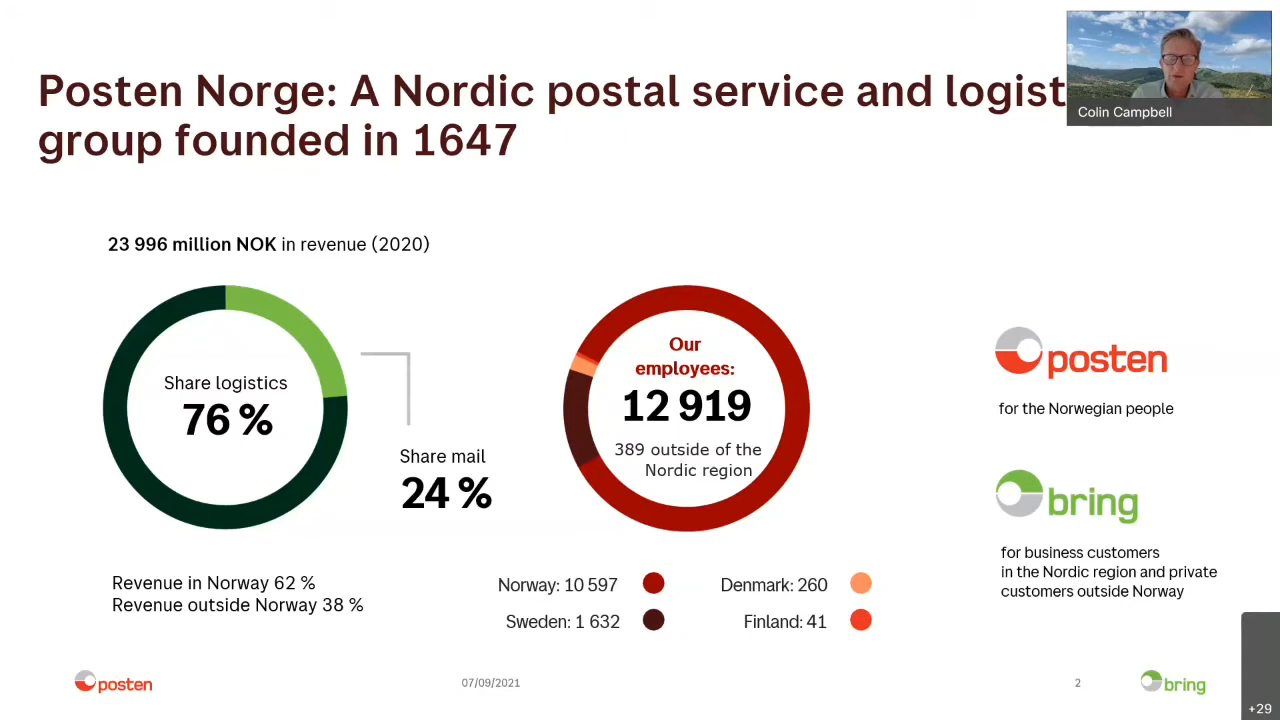 Posten Norge: A Nordic postal service and logist
group founded in 1647
Colin Campbell
23 996 million NOK in revenue (2020)
Share logistics
76 %
Share mail
24 %
Our
employees:
12 919
389 outside of the
Nordic region
posten
for the Norwegian people
bring
for business customers
in the Nordic region and private
customers outside Norway
Revenue in Norway 62 %
Revenue outside Norway 38 %
Norway: 10 597
Denmark: 260
Sweden: 1 632
Finland: 41
posten
07/09/2021
2
bring
+29